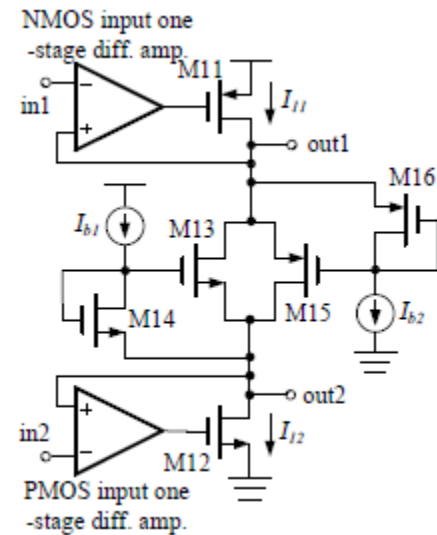 NMOS input one
-stage diff. amp.
M11
I11
in1
−
+
out1
M16
Ib1
M13
M14
M15
Ib2
+
−
in2
out2
M12
I12
PMOS input one
-stage diff. amp.